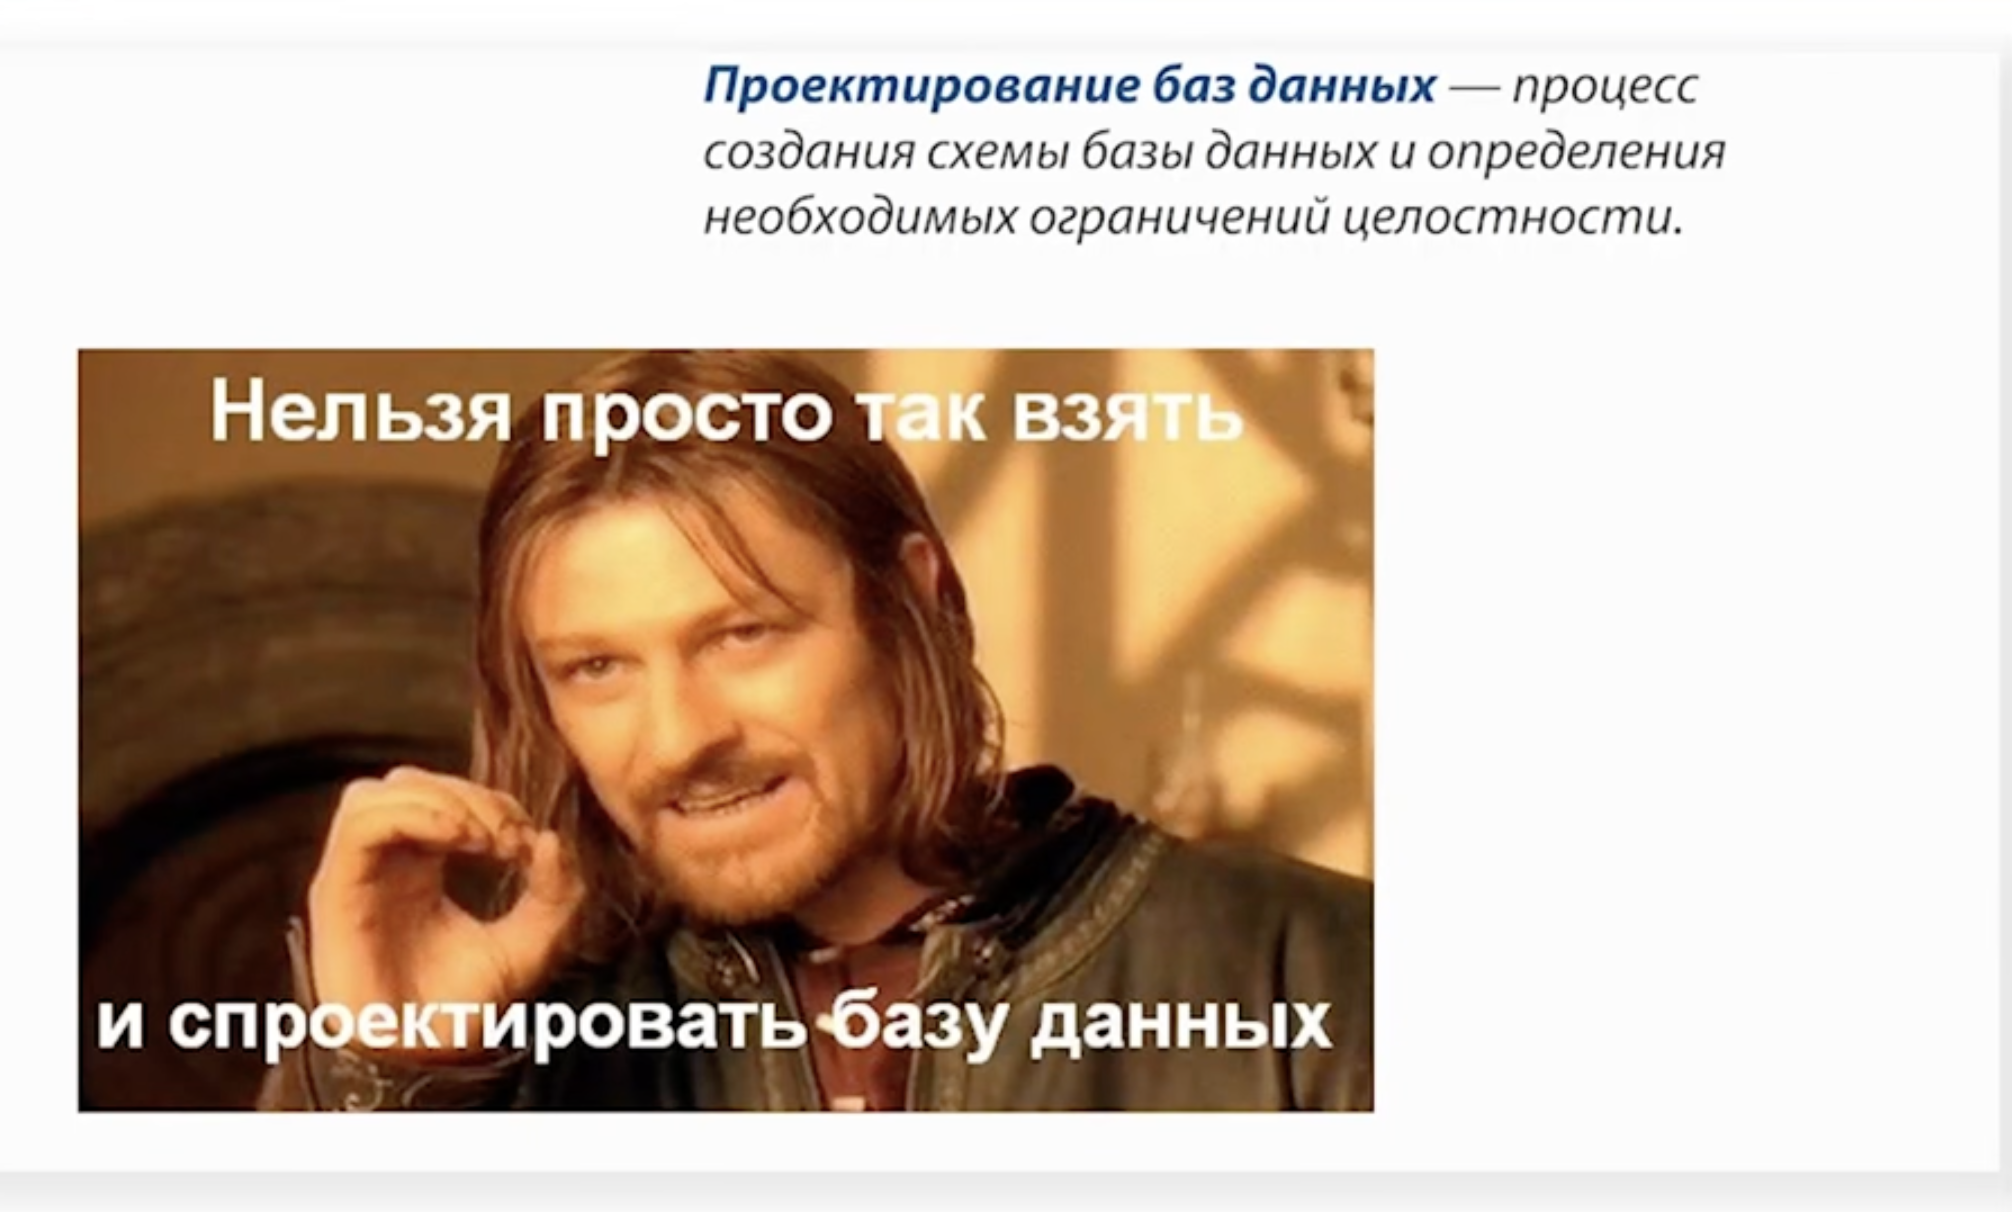 Проектирование баз данных — процесс
создания схемы базы данных и определения
необходимых ограничений целостности.
Нельзя просто так взять
и спроектировать базу данных